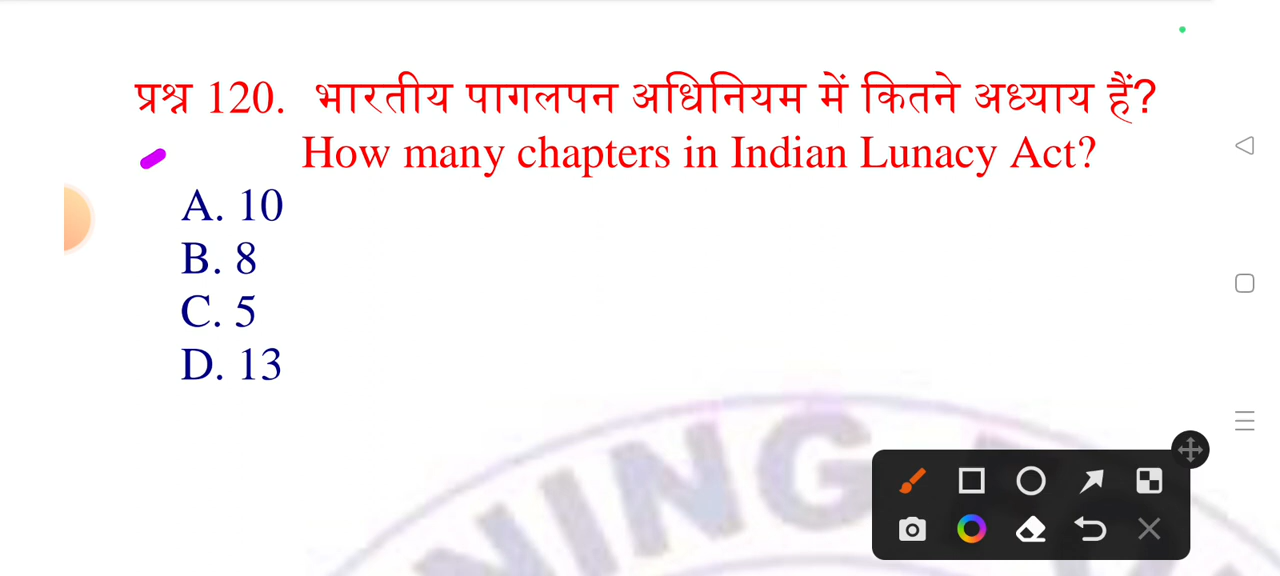 प्रश्न 120. भारतीय पागलपन अधिनियम में कितने अध्याय हैं?
How many chapters in Indian Lunacy Act?
A. 10
B. 8
C. 5
D. 13
NING